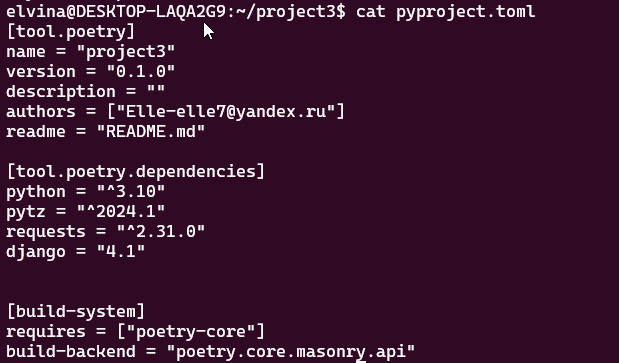 elvina@DESKTOP-LAQA2G9:~/project3$ cat pyproject.toml
[tool.poetry]
name = "project3"
version = "0.1.0"
description = ""
authors = ["Elle-elle7@yandex.ru"]
readme = "README.md"
[tool.poetry.dependencies]
python = "^3.10"
pytz = "^2024.1"
requests = "^2.31.0"
django = "4.1"
[build-system]
requires = ["poetry-core"]
build-backend = "poetry.core.masonry.api"